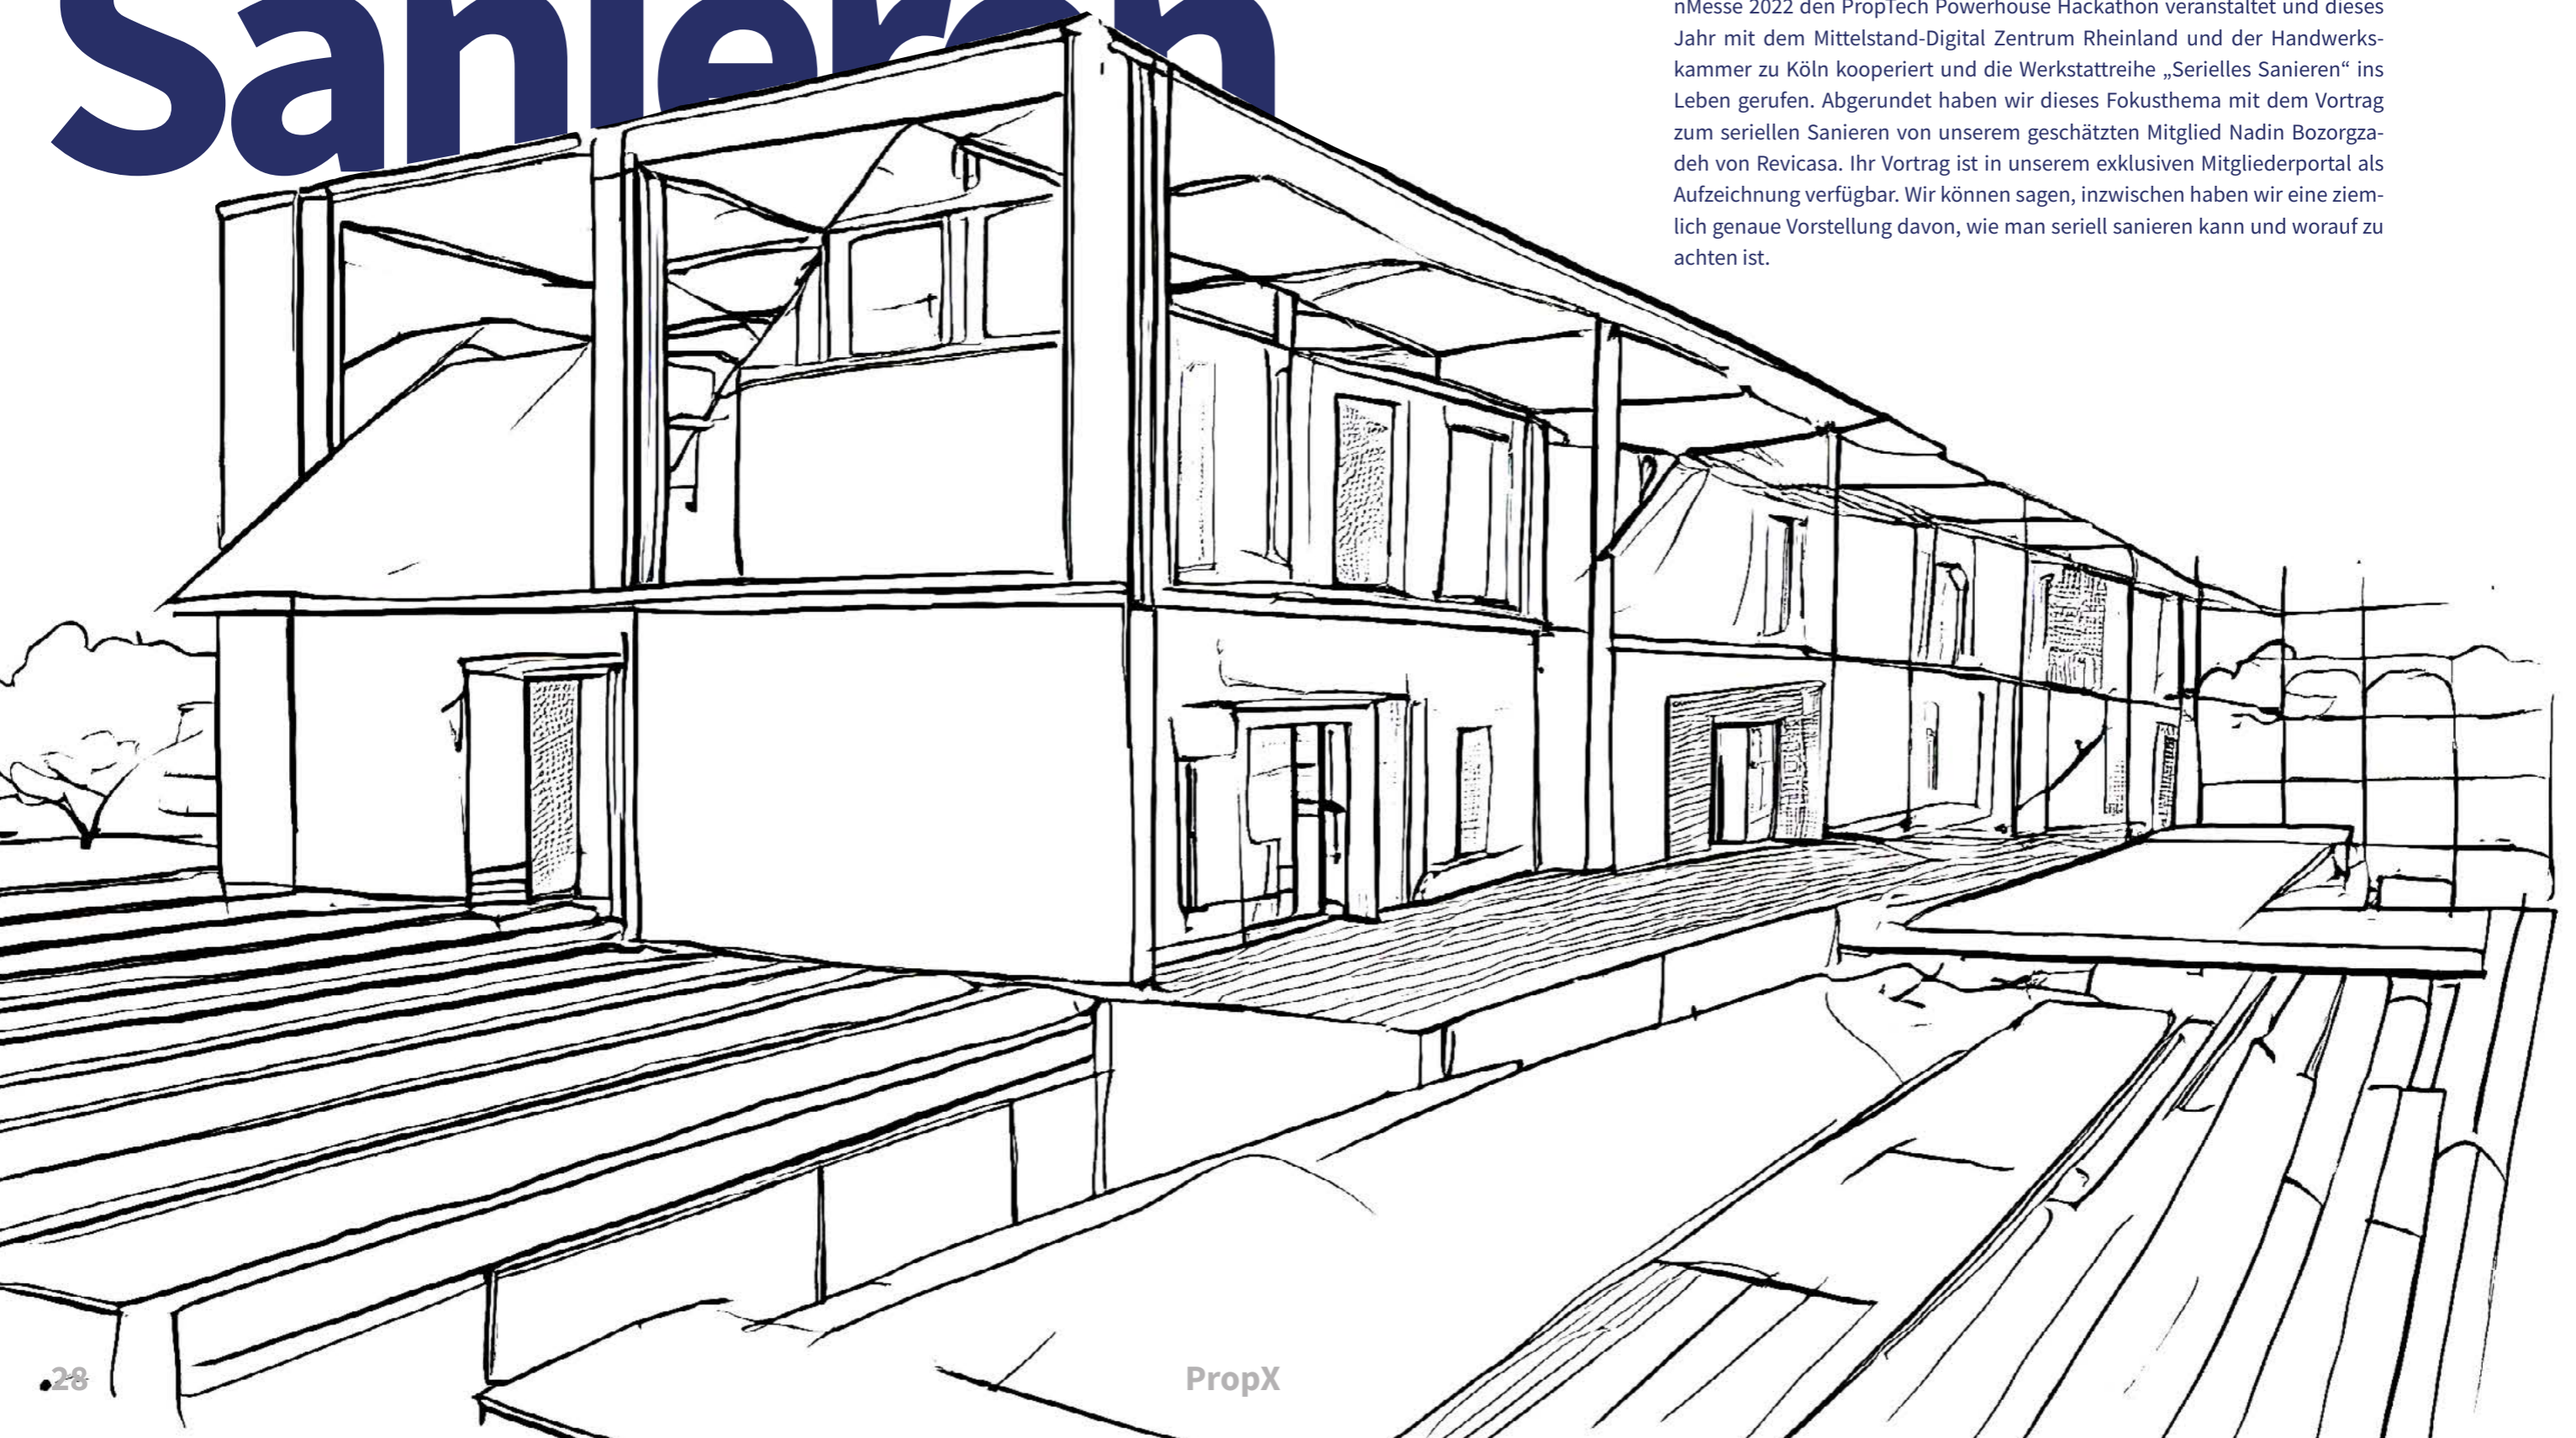 Sanieren
nMesse 2022 den PropTech Powerhouse Hackathon veranstaltet und dieses
Jahr mit dem Mittelstand-Digital Zentrum Rheinland und der Handwerks-
kammer zu Köln kooperiert und die Werkstattreihe „Serielles Sanieren“ ins
Leben gerufen. Abgerundet haben wir dieses Fokusthema mit dem Vortrag
zum seriellen Sanieren von unserem geschätzten Mitglied Nadin Bozorgza-
deh von Revicasa. Ihr Vortrag ist in unserem exklusiven Mitgliederportal als
Aufzeichnung verfügbar. Wir können sagen, inzwischen haben wir eine ziem-
lich genaue Vorstellung davon, wie man seriell sanieren kann und worauf zu
achten ist.
28
PropX